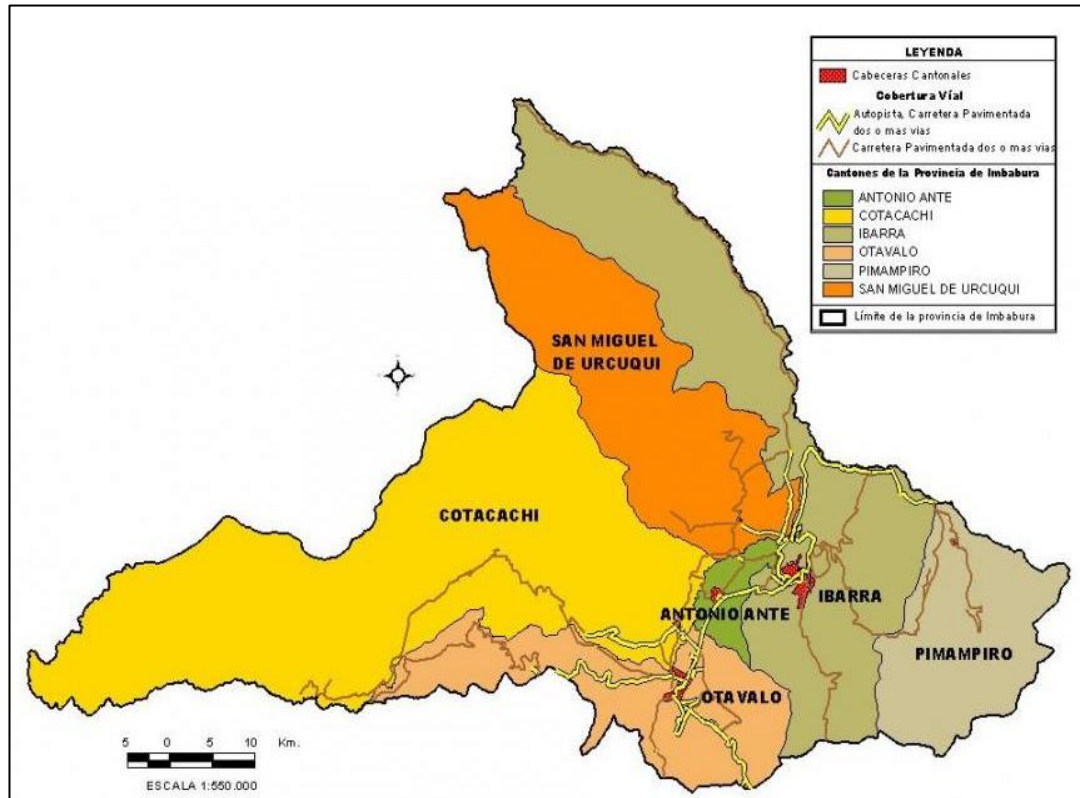 LEYENDA
Cabeceras Cantonales
Cobertura Víal
Autopista, Carretera Pavimentada
dos o mas vias
Carretera Pavimentada dos o mas vias
Cantones de la Provincia de Imbabura
ANTONIO ANTE
COTACACHI
IBARRA
OTAVALO
PIMAMPIRO
SAN MIGUEL DE URCUQUI
Límite de la provincia de Imbabura
SAN MIGUEL
DE URCUQUI
COTACACHI
ANTONIO ANTE
IBARRA
PIMAMPIRO
OTAVALO
5 0 5 10 Km.
ESCALA 1:550.000